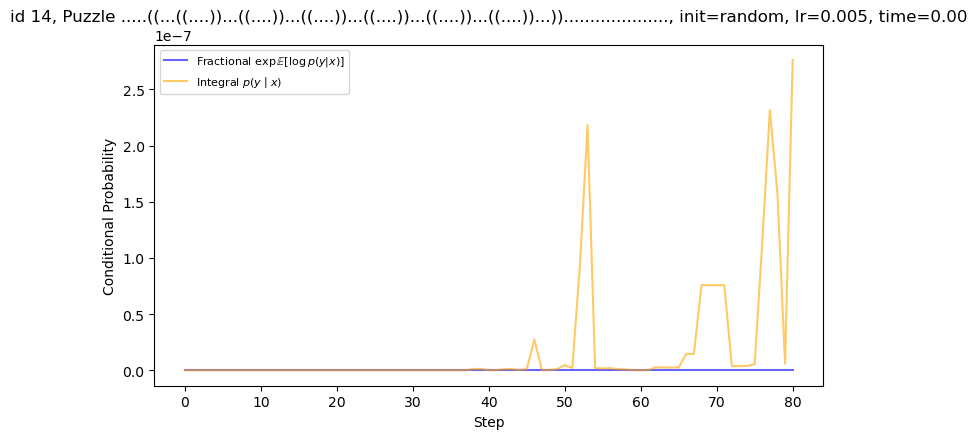 id 14, Puzzle .....((...((....))...((....))...((....))...((....))...((....))...((....))...))....................., init=random, lr=0.005, time=0.00
1e−7
Fractional exp𝔼[log p(y|x)]
Integral p(y | x)
2.5
2.0
1.5
1.0
0.5
0.0
Conditional Probability
0 10 20 30 40 50 60 70 80
Step